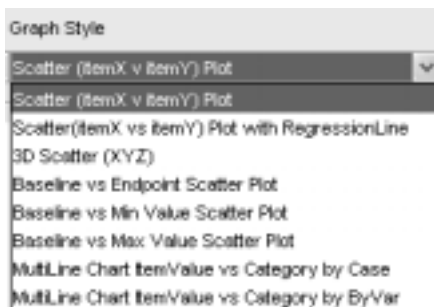 Graph Style
Scatter (itemX v itemY) Plot
Scatter (itemX v itemY) Plot
Scatter(itemX vs itemY) Plot with RegressionLine
3D Scatter (XYZ)
Baseline vs Endpoint Scatter Plot
Baseline vs Min Value Scatter Plot
Baseline vs Max Value Scatter Plot
MultiLine Chart ItemValue vs Category by Case
MultiLine Chart ItemValue vs Category by ByVar